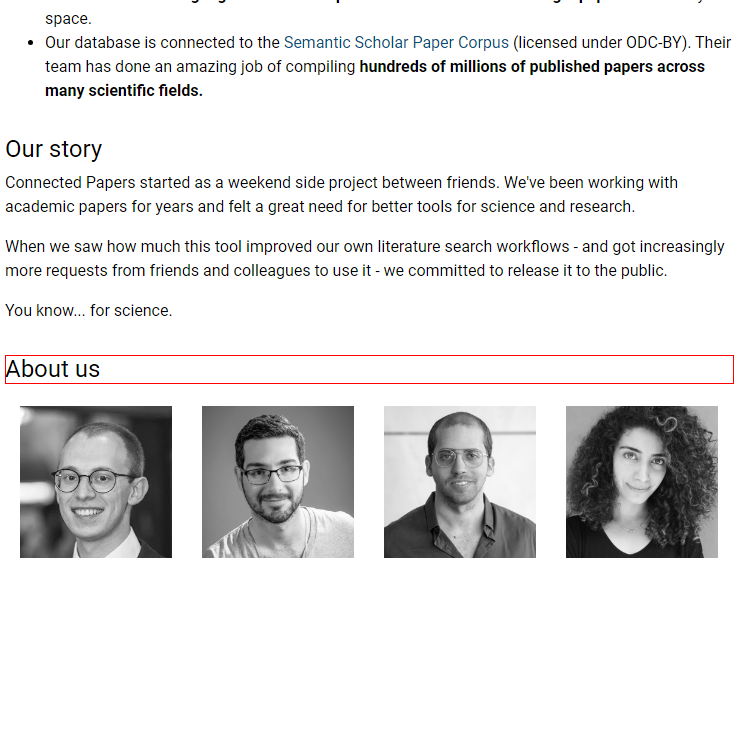 space.
Our database is connected to the Semantic Scholar Paper Corpus (licensed under ODC-BY). Their
team has done an amazing job of compiling hundreds of millions of published papers across
many scientific fields.
Our story
Connected Papers started as a weekend side project between friends. We've been working with
academic papers for years and felt a great need for better tools for science and research.
When we saw how much this tool improved our own literature search workflows - and got increasingly
more requests from friends and colleagues to use it - we committed to release it to the public.
You know... for science.
About us